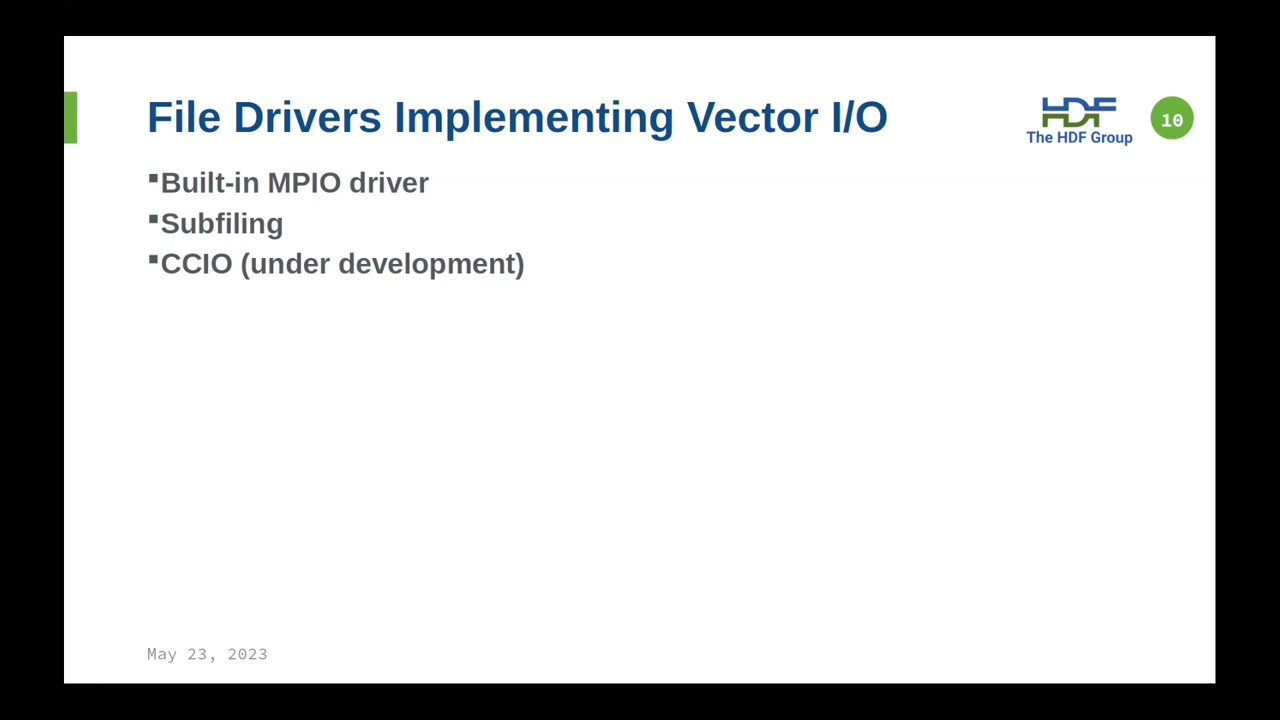 File Drivers Implementing Vector I/O
HDF
The HDF Group
10
▪Built-in MPIO driver
▪Subfiling
▪CCIO (under development)
May 23, 2023